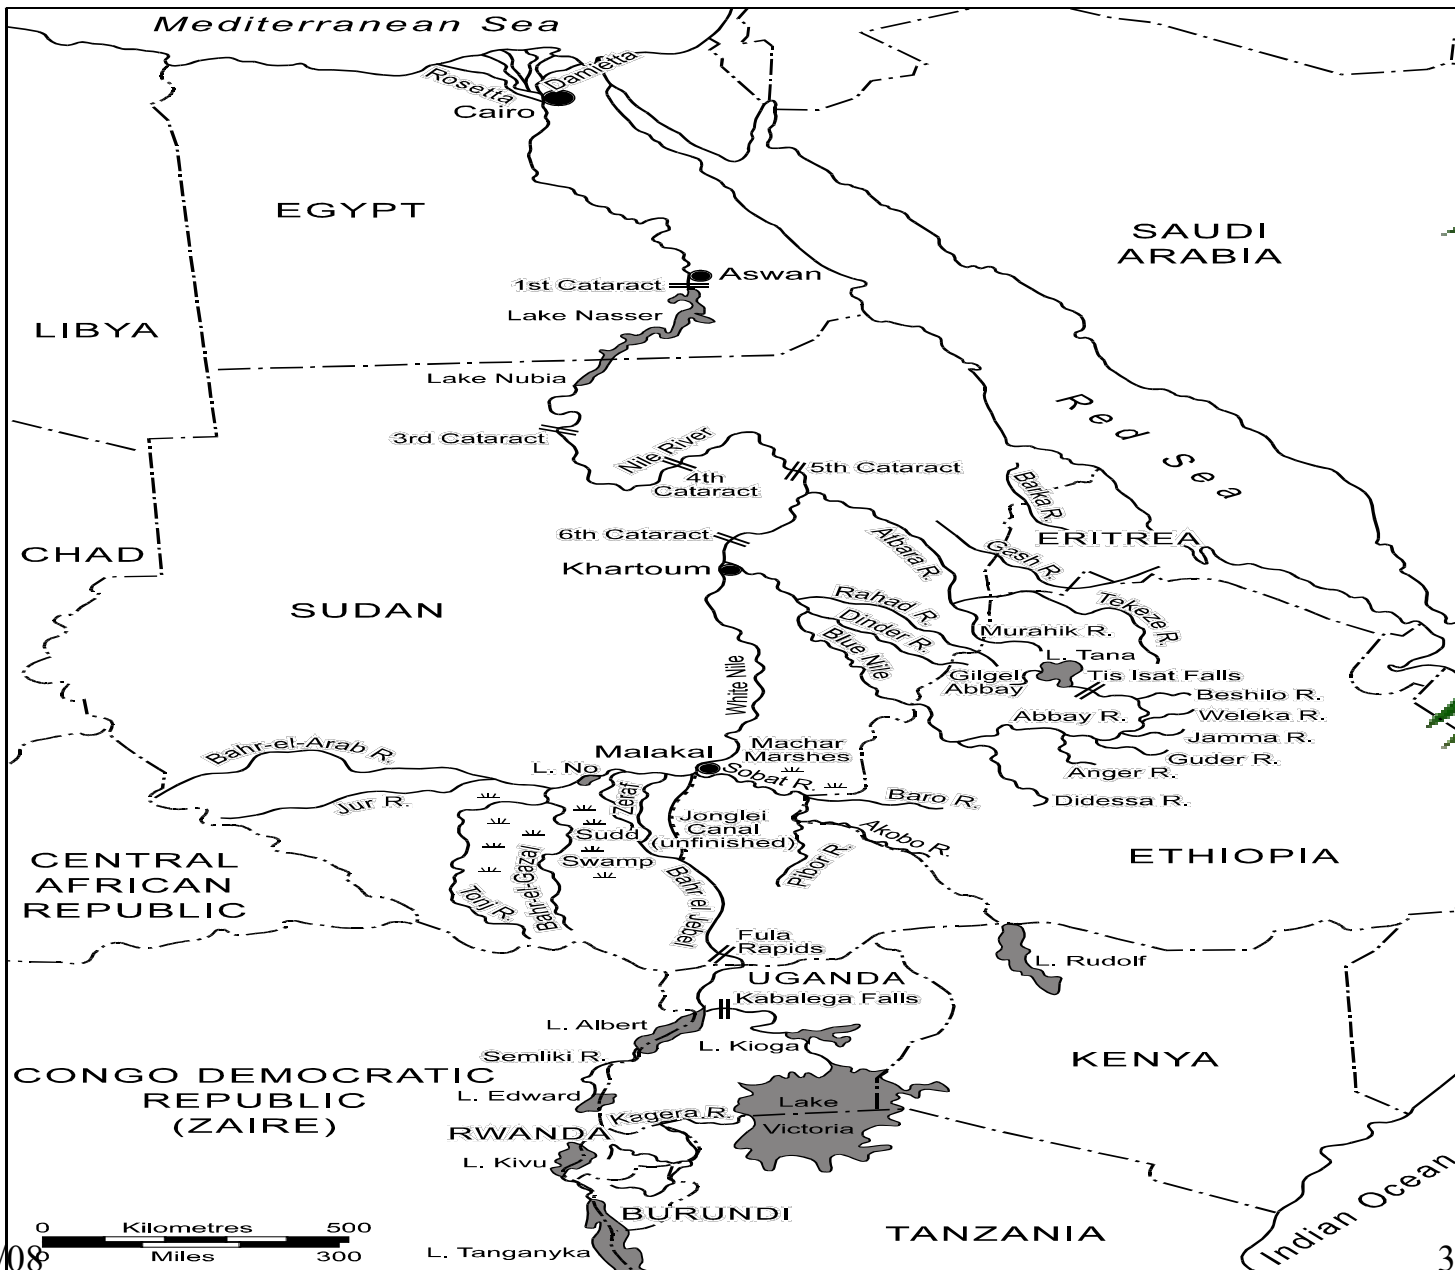 Mediterranean Sea
Rosetta
Damietta
Cairo
EGYPT
SAUDI
ARABIA
Aswan
1st Cataract
Lake Nasser
LIBYA
Lake Nubia
Red Sea
3rd Cataract
Nile River
4th
Cataract
5th Cataract
Barka R.
6th Cataract
Atbara R.
Gash R.
ERITREA
CHAD
Khartoum
SUDAN
Rahad R.
Dinder R.
Blue Nile
Tekeze R.
Murahik R.
L. Tana
Gilgel
Abbay
Tis Isat Falls
White Nile
Beshilo R.
Abbay R.
Weleka R.
Jamma R.
Guder R.
Anger R.
Didessa R.
Bahr-el-Arab R.
Malakal
Machar
Marshes
L. No
Sobat R.
Jur R.
Zeraf
Baro R.
Jonglei
Canal
(unfinished)
Sudd
Swamp
Akobo R.
Pibor R.
CENTRAL
AFRICAN
REPUBLIC
ETHIOPIA
Tonj R.
Bahr-el-Gazal
Bahr el Jebel
Fula
Rapids
L. Rudolf
UGANDA
Kabalega Falls
L. Albert
L. Kioga
Semliki R.
KENYA
CONGO DEMOCRATIC
REPUBLIC
(ZAIRE)
L. Edward
Kagera R.
Lake
Victoria
RWANDA
L. Kivu
BURUNDI
TANZANIA
Indian Ocean
L. Tanganyka
0 Kilometres 500
0 Miles 300
/08
3